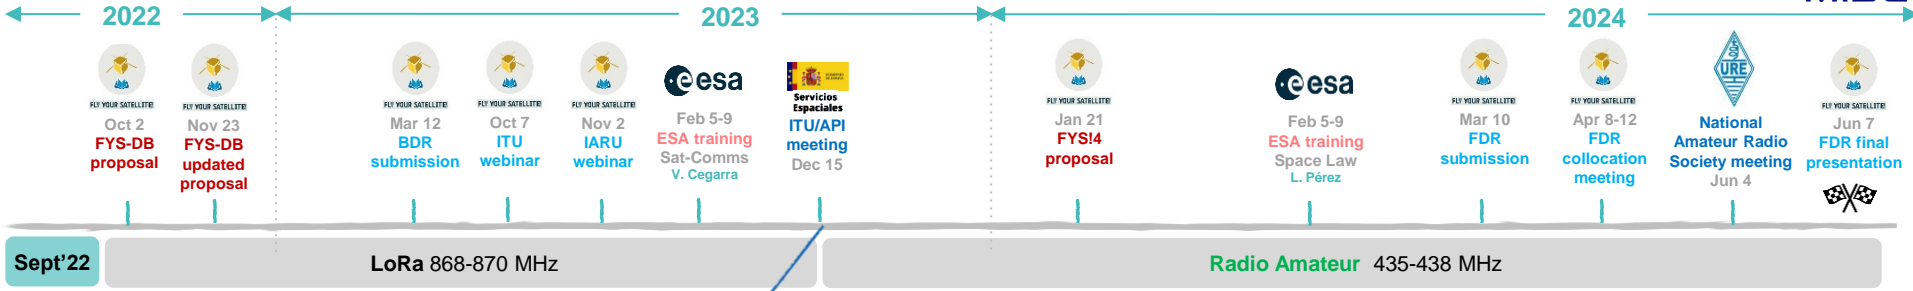 2022
2023
2024
FLY YOUR SATELLITE!
Oct 2
FYS-DB
proposal
FLY YOUR SATELLITE!
Nov 23
FYS-DB
updated
proposal
FLY YOUR SATELLITE!
Mar 12
BDR
submission
FLY YOUR SATELLITE!
Oct 7
ITU
webinar
FLY YOUR SATELLITE!
Nov 2
IARU
webinar
esa
Feb 5-9
ESA training
Sat-Comms
V. Cegarra
Servicios
Espaciales
ITU/API
meeting
Dec 15
FLY YOUR SATELLITE!
Jan 21
FYS!4
proposal
esa
Feb 5-9
ESA training
Space Law
L. Pérez
FLY YOUR SATELLITE!
Mar 10
FDR
submission
FLY YOUR SATELLITE!
Apr 8-12
FDR
collocation
meeting
URE
National
Amateur Radio
Society meeting
Jun 4
FLY YOUR SATELLITE!
Jun 7
FDR final
presentation
Sept'22
LoRa 868-870 MHz
Radio Amateur 435-438 MHz